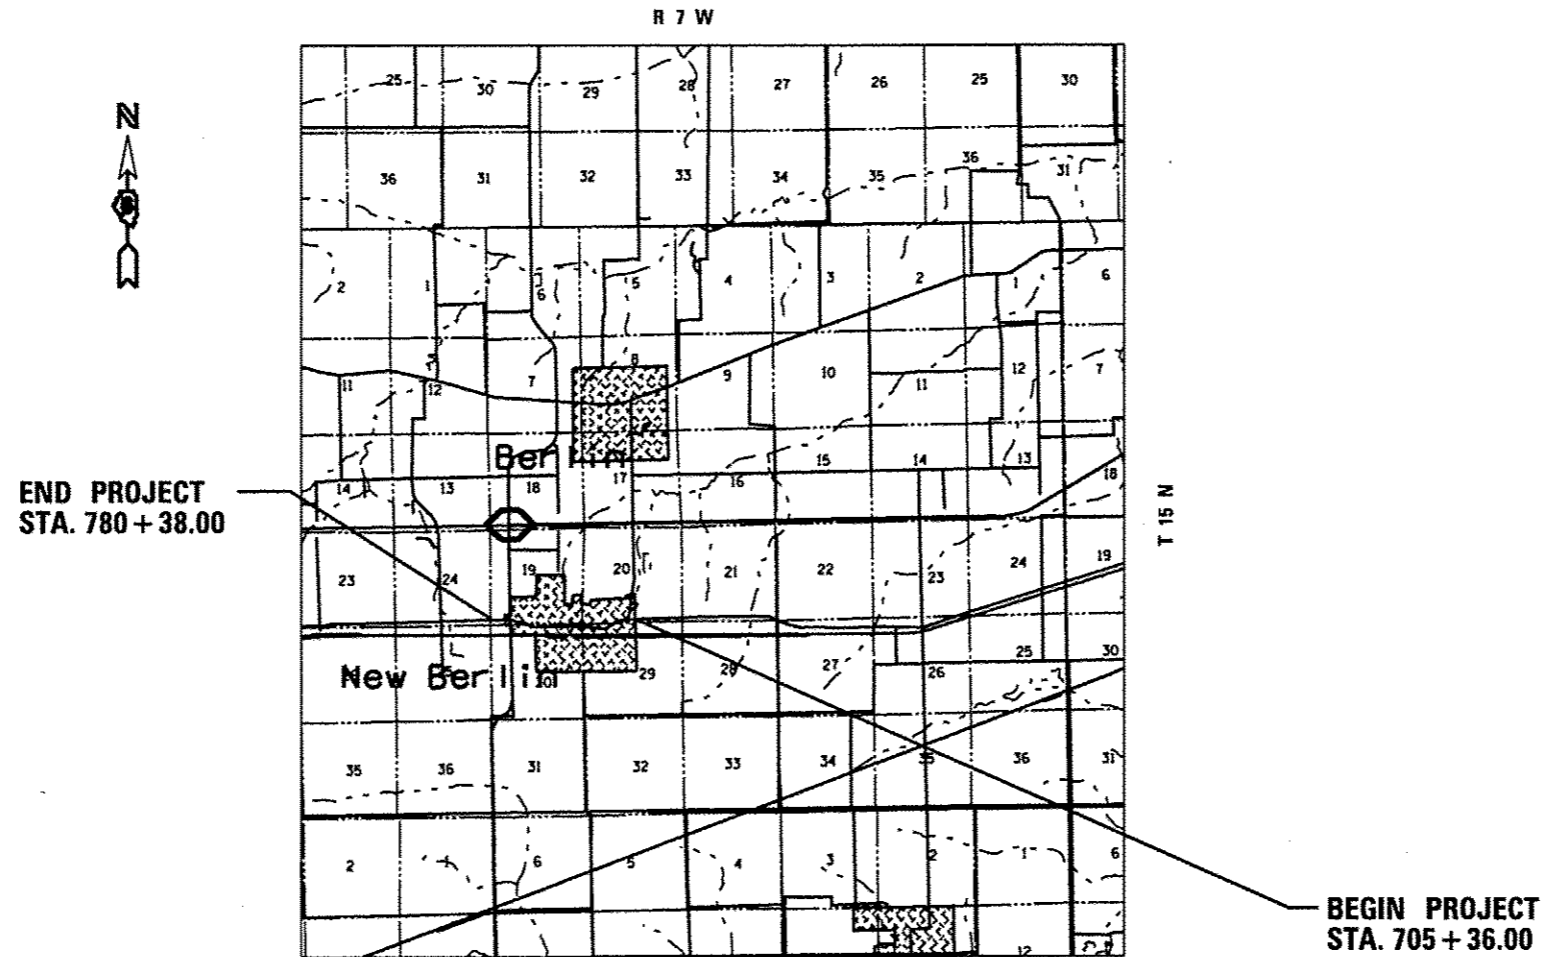 R 7 W
N
25 30 29 28 27 26 25 30
36 31 32 33 34 35 36 31
2 1 6 5 4 3 2 1 6
11 12 7 8 9 10 11 12 7
Berlin
14 13 18 17 16 15 14 13 18
END PROJECT
STA. 780 + 38.00
T 15 N
23 24 19 20 21 22 23 24 19
New Berlin
29 28 27 26 25 30
35 36 31 32 33 34 35 36 31
2 1 6 5 4 3 2 1 6
12
BEGIN PROJECT
STA. 705 + 36.00